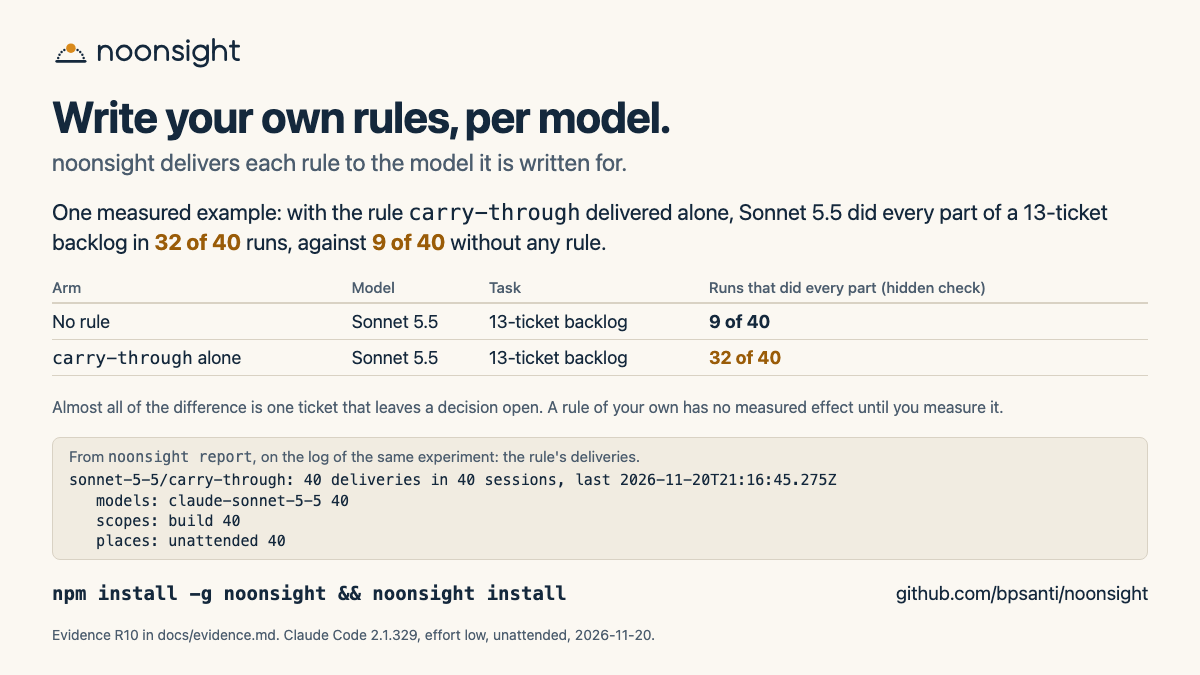 noonsight
Write your own rules, per model.
noonsight delivers each rule to the model it is written for.
One measured example: with the rule carry-through delivered alone, Sonnet 5.5 did every part of a 13-ticket
backlog in 32 of 40 runs, against 9 of 40 without any rule.
Arm Model Task Runs that did every part (hidden check)
No rule Sonnet 5.5 13-ticket backlog 9 of 40
carry-through alone Sonnet 5.5 13-ticket backlog 32 of 40
Almost all of the difference is one ticket that leaves a decision open. A rule of your own has no measured effect until you measure it.
From noonsight report, on the log of the same experiment: the rule's deliveries.
sonnet-5-5/carry-through: 40 deliveries in 40 sessions, last 2026-11-20T21:16:45.275Z
models: claude-sonnet-5-5 40
scopes: build 40
places: unattended 40
npm install -g noonsight && noonsight install github.com/bpsanti/noonsight
Evidence R10 in docs/evidence.md. Claude Code 2.1.329, effort low, unattended, 2026-11-20.